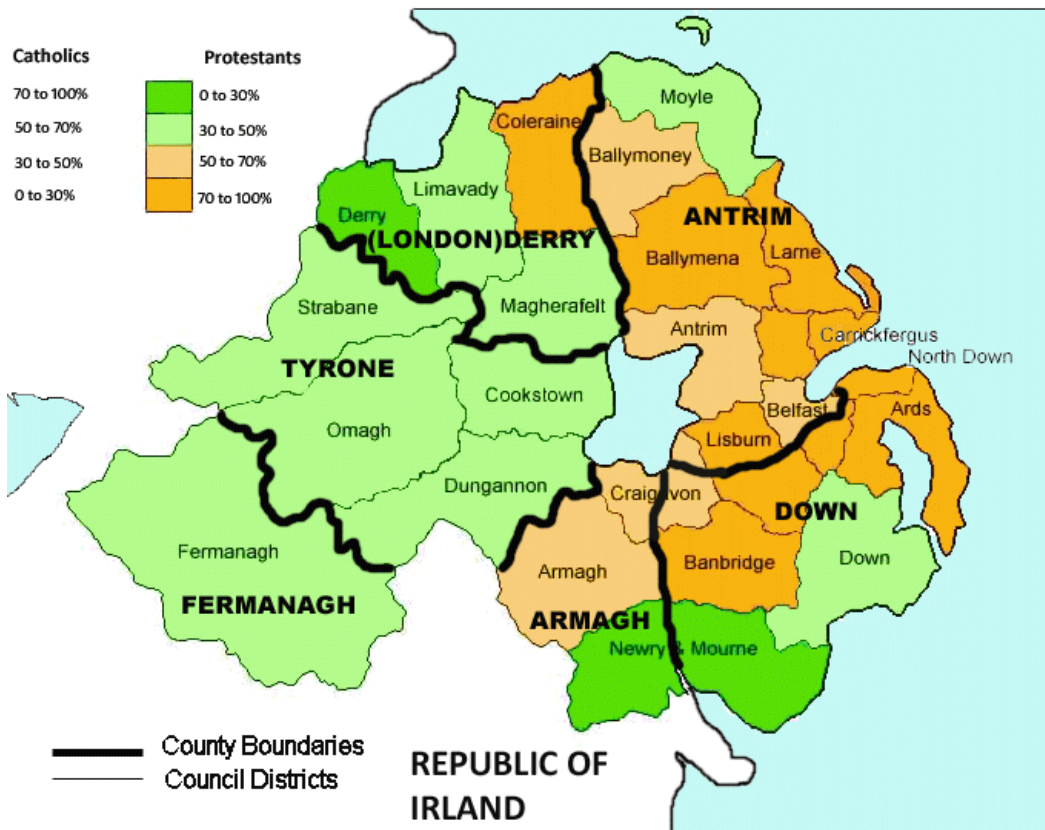 Catholics Protestants
70 to 100% 0 to 30%
50 to 70% 30 to 50%
30 to 50% 50 to 70%
0 to 30% 70 to 100%
Moyle
Coleraine
Ballymoney
Limavady
Derry
ANTRIM
(LONDON)DERRY
Ballymena
Larne
Strabane
Magherafelt
Antrim
Carrickfergus
North Down
TYRONE
Cookstown
Belfast
Ards
Omagh
Lisburn
Dungannon
Craigavon
DOWN
Fermanagh
Armagh
Banbridge
Down
FERMANAGH
ARMAGH
Newry & Mourne
County Boundaries
Council Districts
REPUBLIC OF
IRLAND